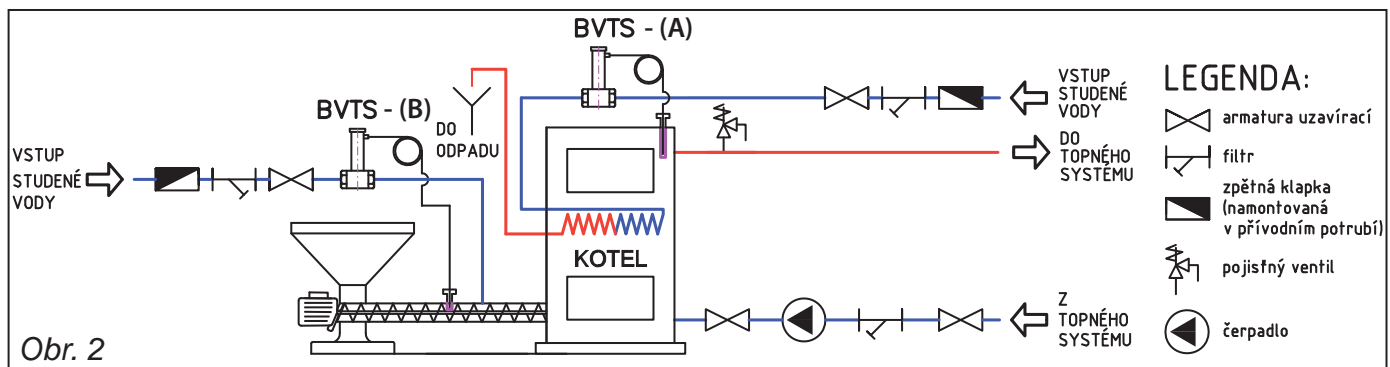 BVTS - (A)
BVTS - (B)
DO
ODPADU
VSTUP
STUDENÉ
VODY
VSTUP
STUDENÉ
VODY
DO
TOPNÉHO
SYSTÉMU
KOTEL
Z
TOPNÉHO
SYSTÉMU
LEGENDA:
armatura uzavírací
filtr
zpětná klapka
(namontovaná
v přívodním potrubí)
pojistný ventil
čerpadlo
Obr. 2